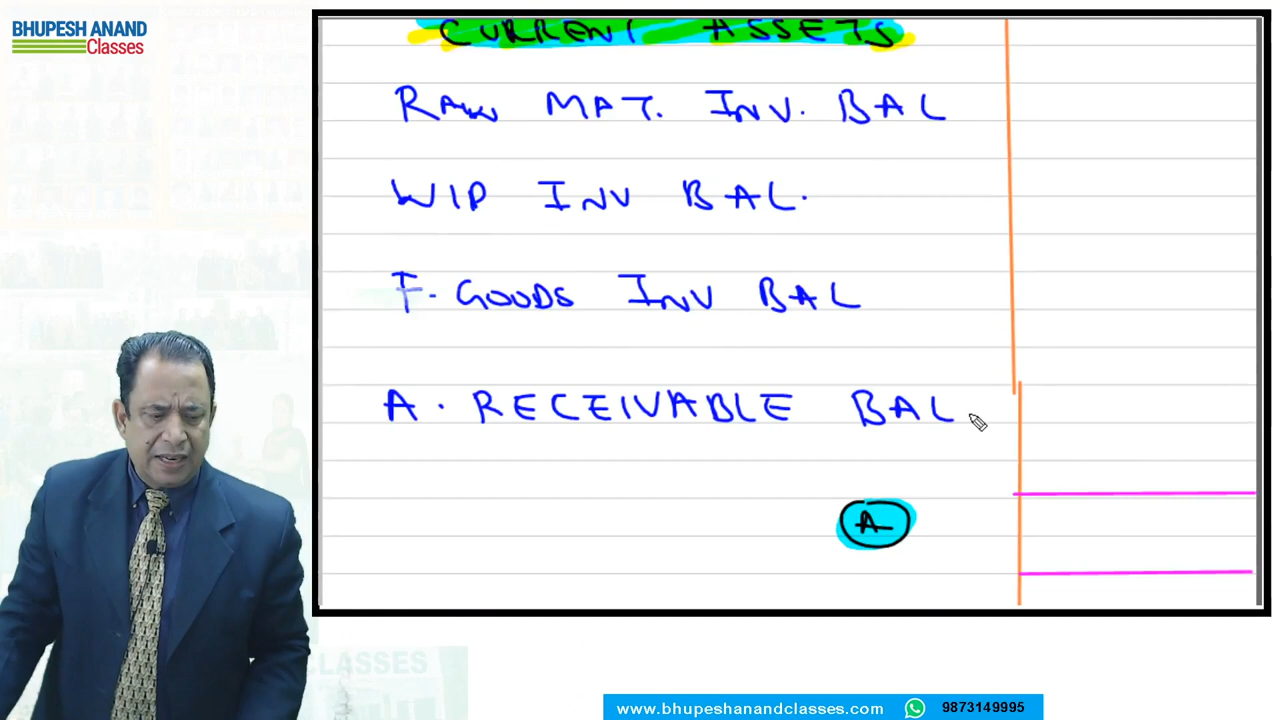 BHUPESH ANAND
Classes
CURRENT ASSETS
RAW MAT. INV. BAL
WIP INV BAL.
F. GOODS INV BAL
A. RECEIVABLE BAL
A
CLASSES
www.bhupeshanandclasses.com 9873149995